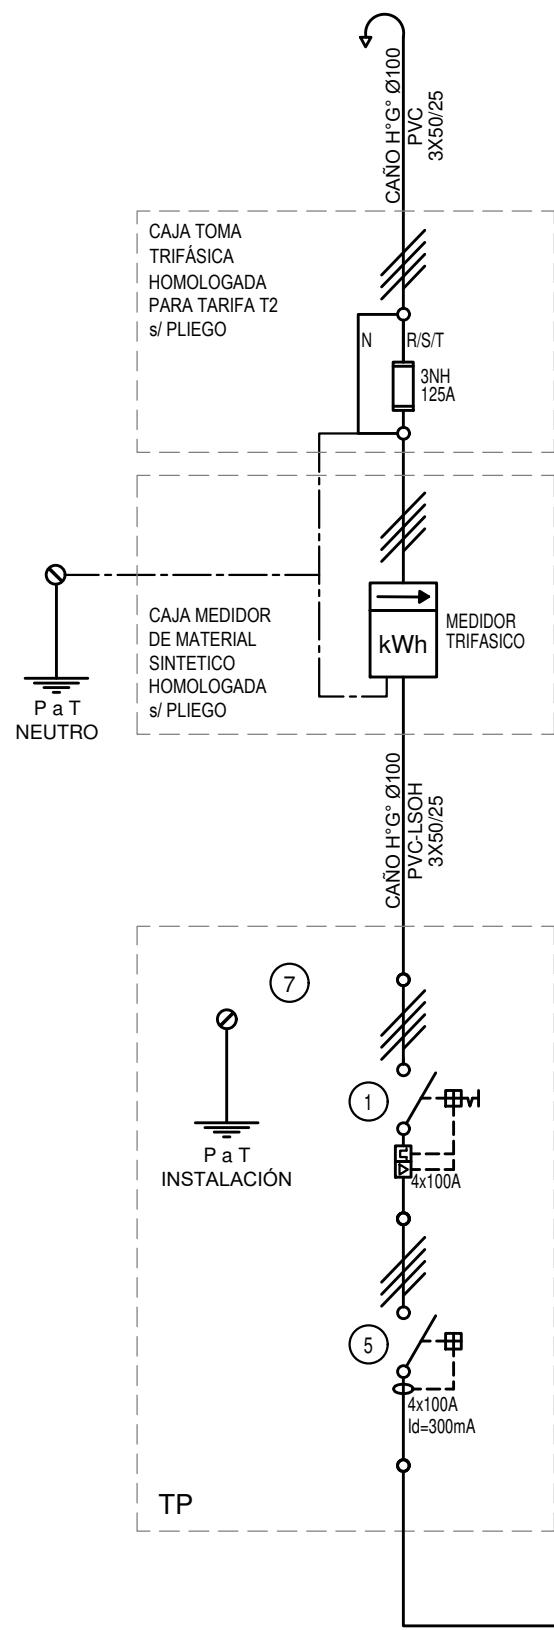 CAÑO H°G° Ø100
PVC
3X50/25
CAJA TOMA
TRIFÁSICA
HOMOLOGADA
PARA TARIFA T2
s/ PLIEGO
N
R/S/T
3NH
125A
CAJA MEDIDOR
DE MATERIAL
SINTETICO
HOMOLOGADA
s/ PLIEGO
kWh
MEDIDOR
TRIFASICO
P a T
NEUTRO
CAÑO H°G° Ø100
PVC-LSOH
3X50/25
7
P a T
INSTALACIÓN
1
4x100A
5
4x100A
Id=300mA
TP